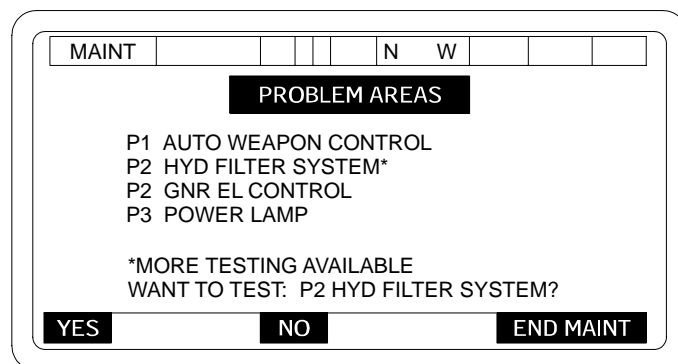 MAINT N W
PROBLEM AREAS
P1 AUTO WEAPON CONTROL
P2 HYD FILTER SYSTEM*
P2 GNR EL CONTROL
P3 POWER LAMP
*MORE TESTING AVAILABLE
WANT TO TEST: P2 HYD FILTER SYSTEM?
YES NO END MAINT